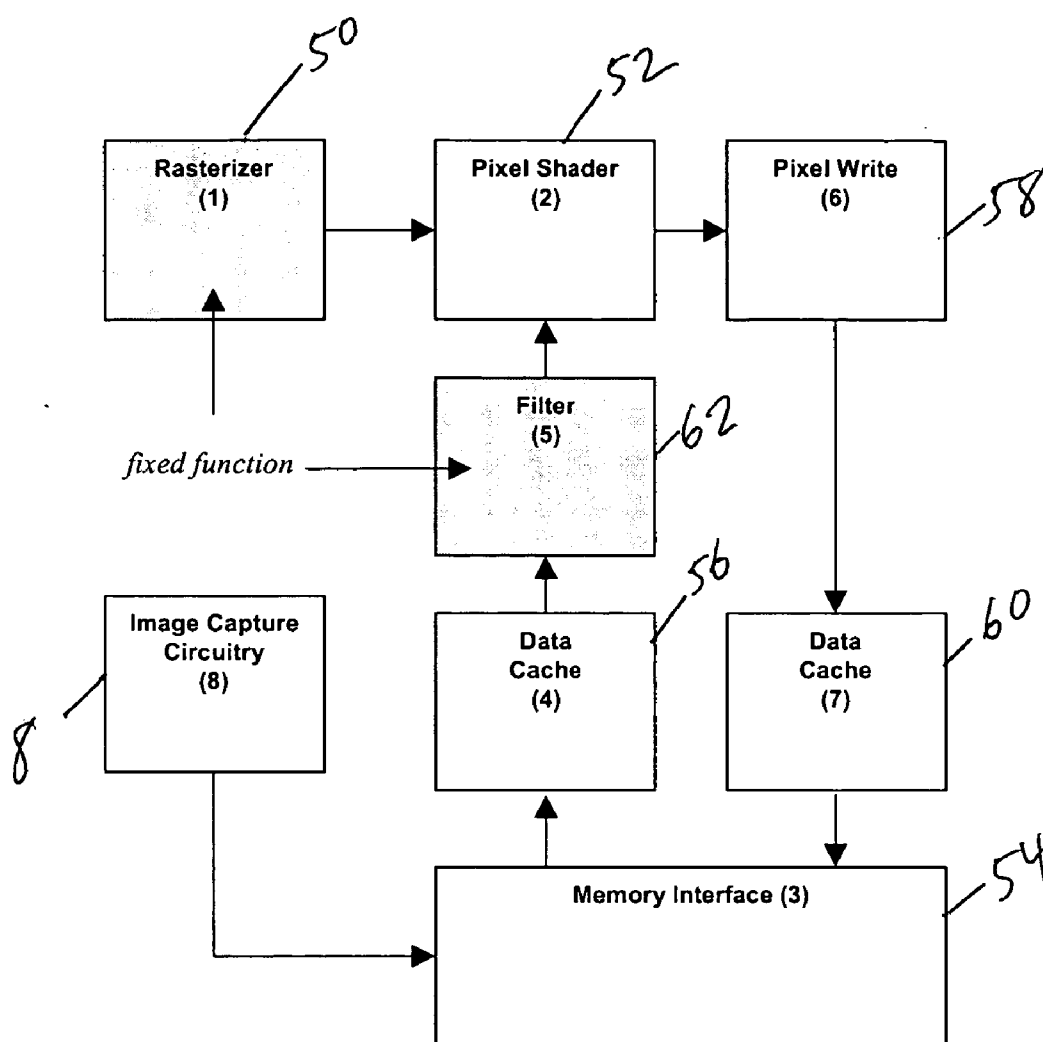 50
52
Rasterizer
(1)
Pixel Shader
(2)
Pixel Write
(6)
58
Filter
(5)
62
fixed function
56
Image Capture
Circuitry
(8)
8
Data
Cache
(4)
Data
Cache
(7)
60
Memory Interface (3)
54